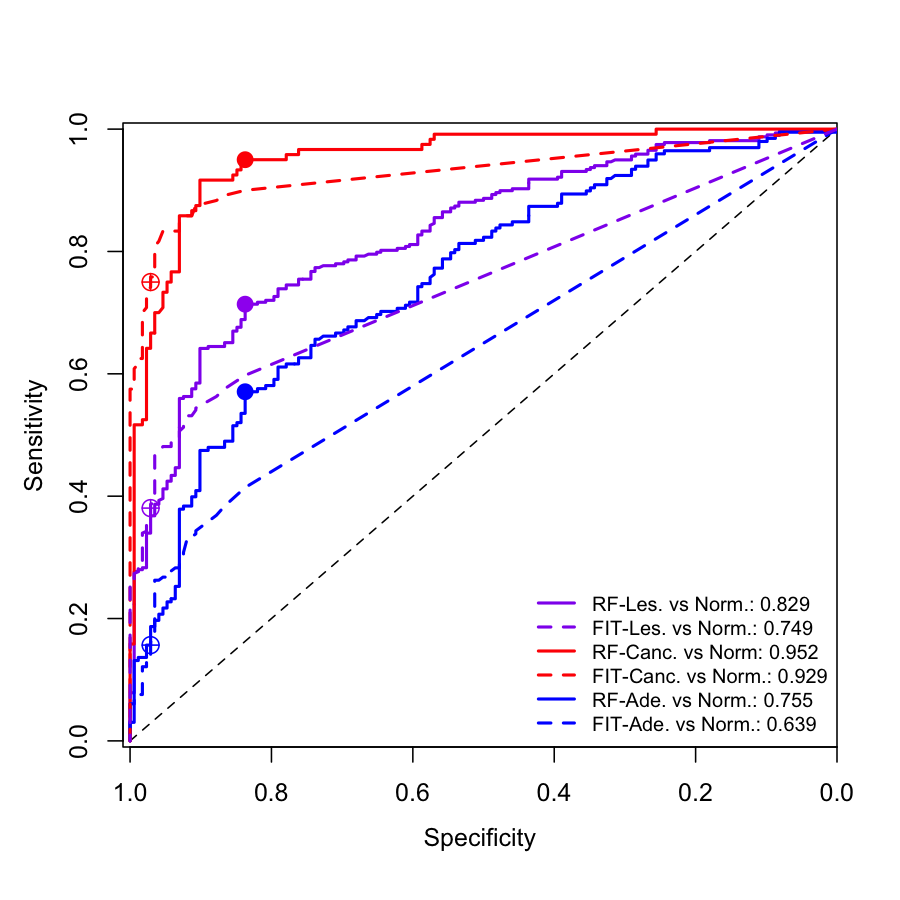 1.0
0.8
0.6
0.4
0.2
0.0
Sensitivity
RF-Les. vs Norm.: 0.829
FIT-Les. vs Norm.: 0.749
RF-Canc. vs Norm: 0.952
FIT-Canc. vs Norm.: 0.929
RF-Ade. vs Norm.: 0.755
FIT-Ade. vs Norm.: 0.639
1.0 0.8 0.6 0.4 0.2 0.0
Specificity